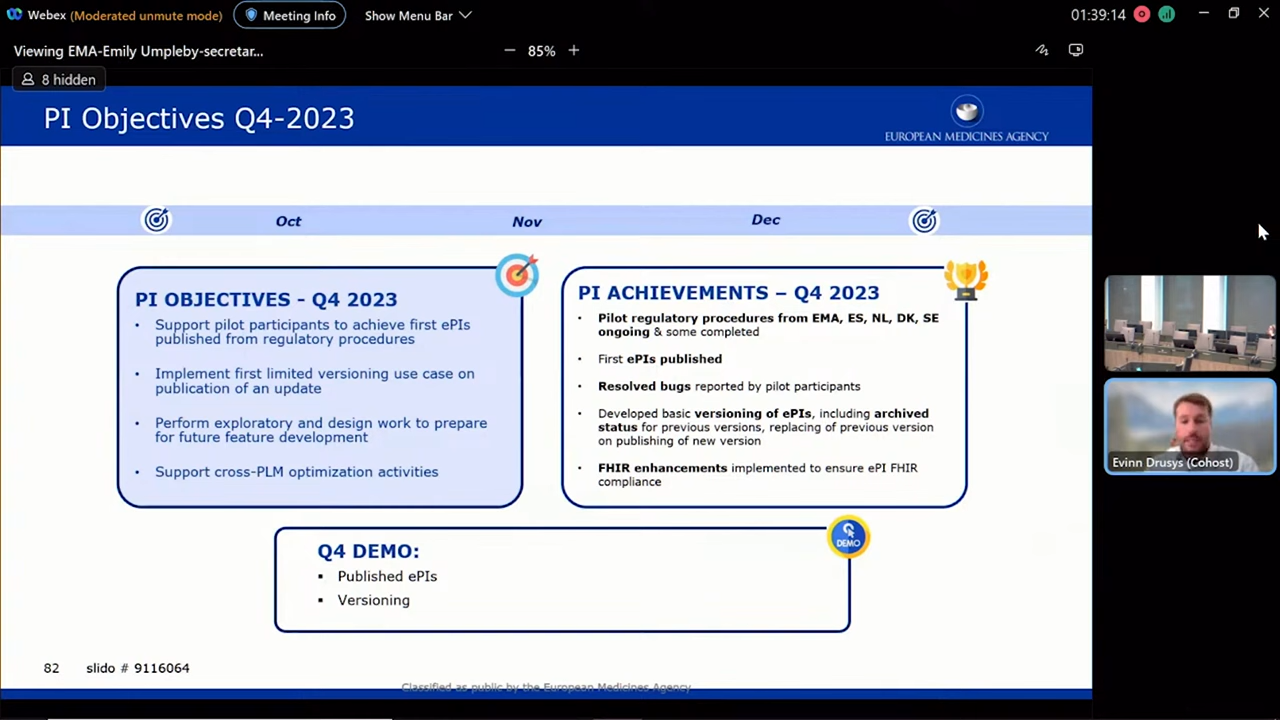 Webex (Moderated unmute mode) Meeting Info Show Menu Bar 01:39:14
Viewing EMA-Emily Umpleby-secretar... 85%
8 hidden
PI Objectives Q4-2023
EUROPEAN MEDICINES AGENCY
Oct Nov Dec
PI OBJECTIVES - Q4 2023
• Support pilot participants to achieve first ePIs
published from regulatory procedures
• Implement first limited versioning use case on
publication of an update
• Perform exploratory and design work to prepare
for future feature development
• Support cross-PLM optimization activities
PI ACHIEVEMENTS – Q4 2023
• Pilot regulatory procedures from EMA, ES, NL, DK, SE
ongoing & some completed
• First ePIs published
• Resolved bugs reported by pilot participants
• Developed basic versioning of ePIs, including archived
status for previous versions, replacing of previous version
on publishing of new version
• FHIR enhancements implemented to ensure ePI FHIR
compliance
Evinn Drusys (Cohost)
DEMO
Q4 DEMO:
▪ Published ePIs
▪ Versioning
82 slido # 9116064
Classified as public by the European Medicines Agency